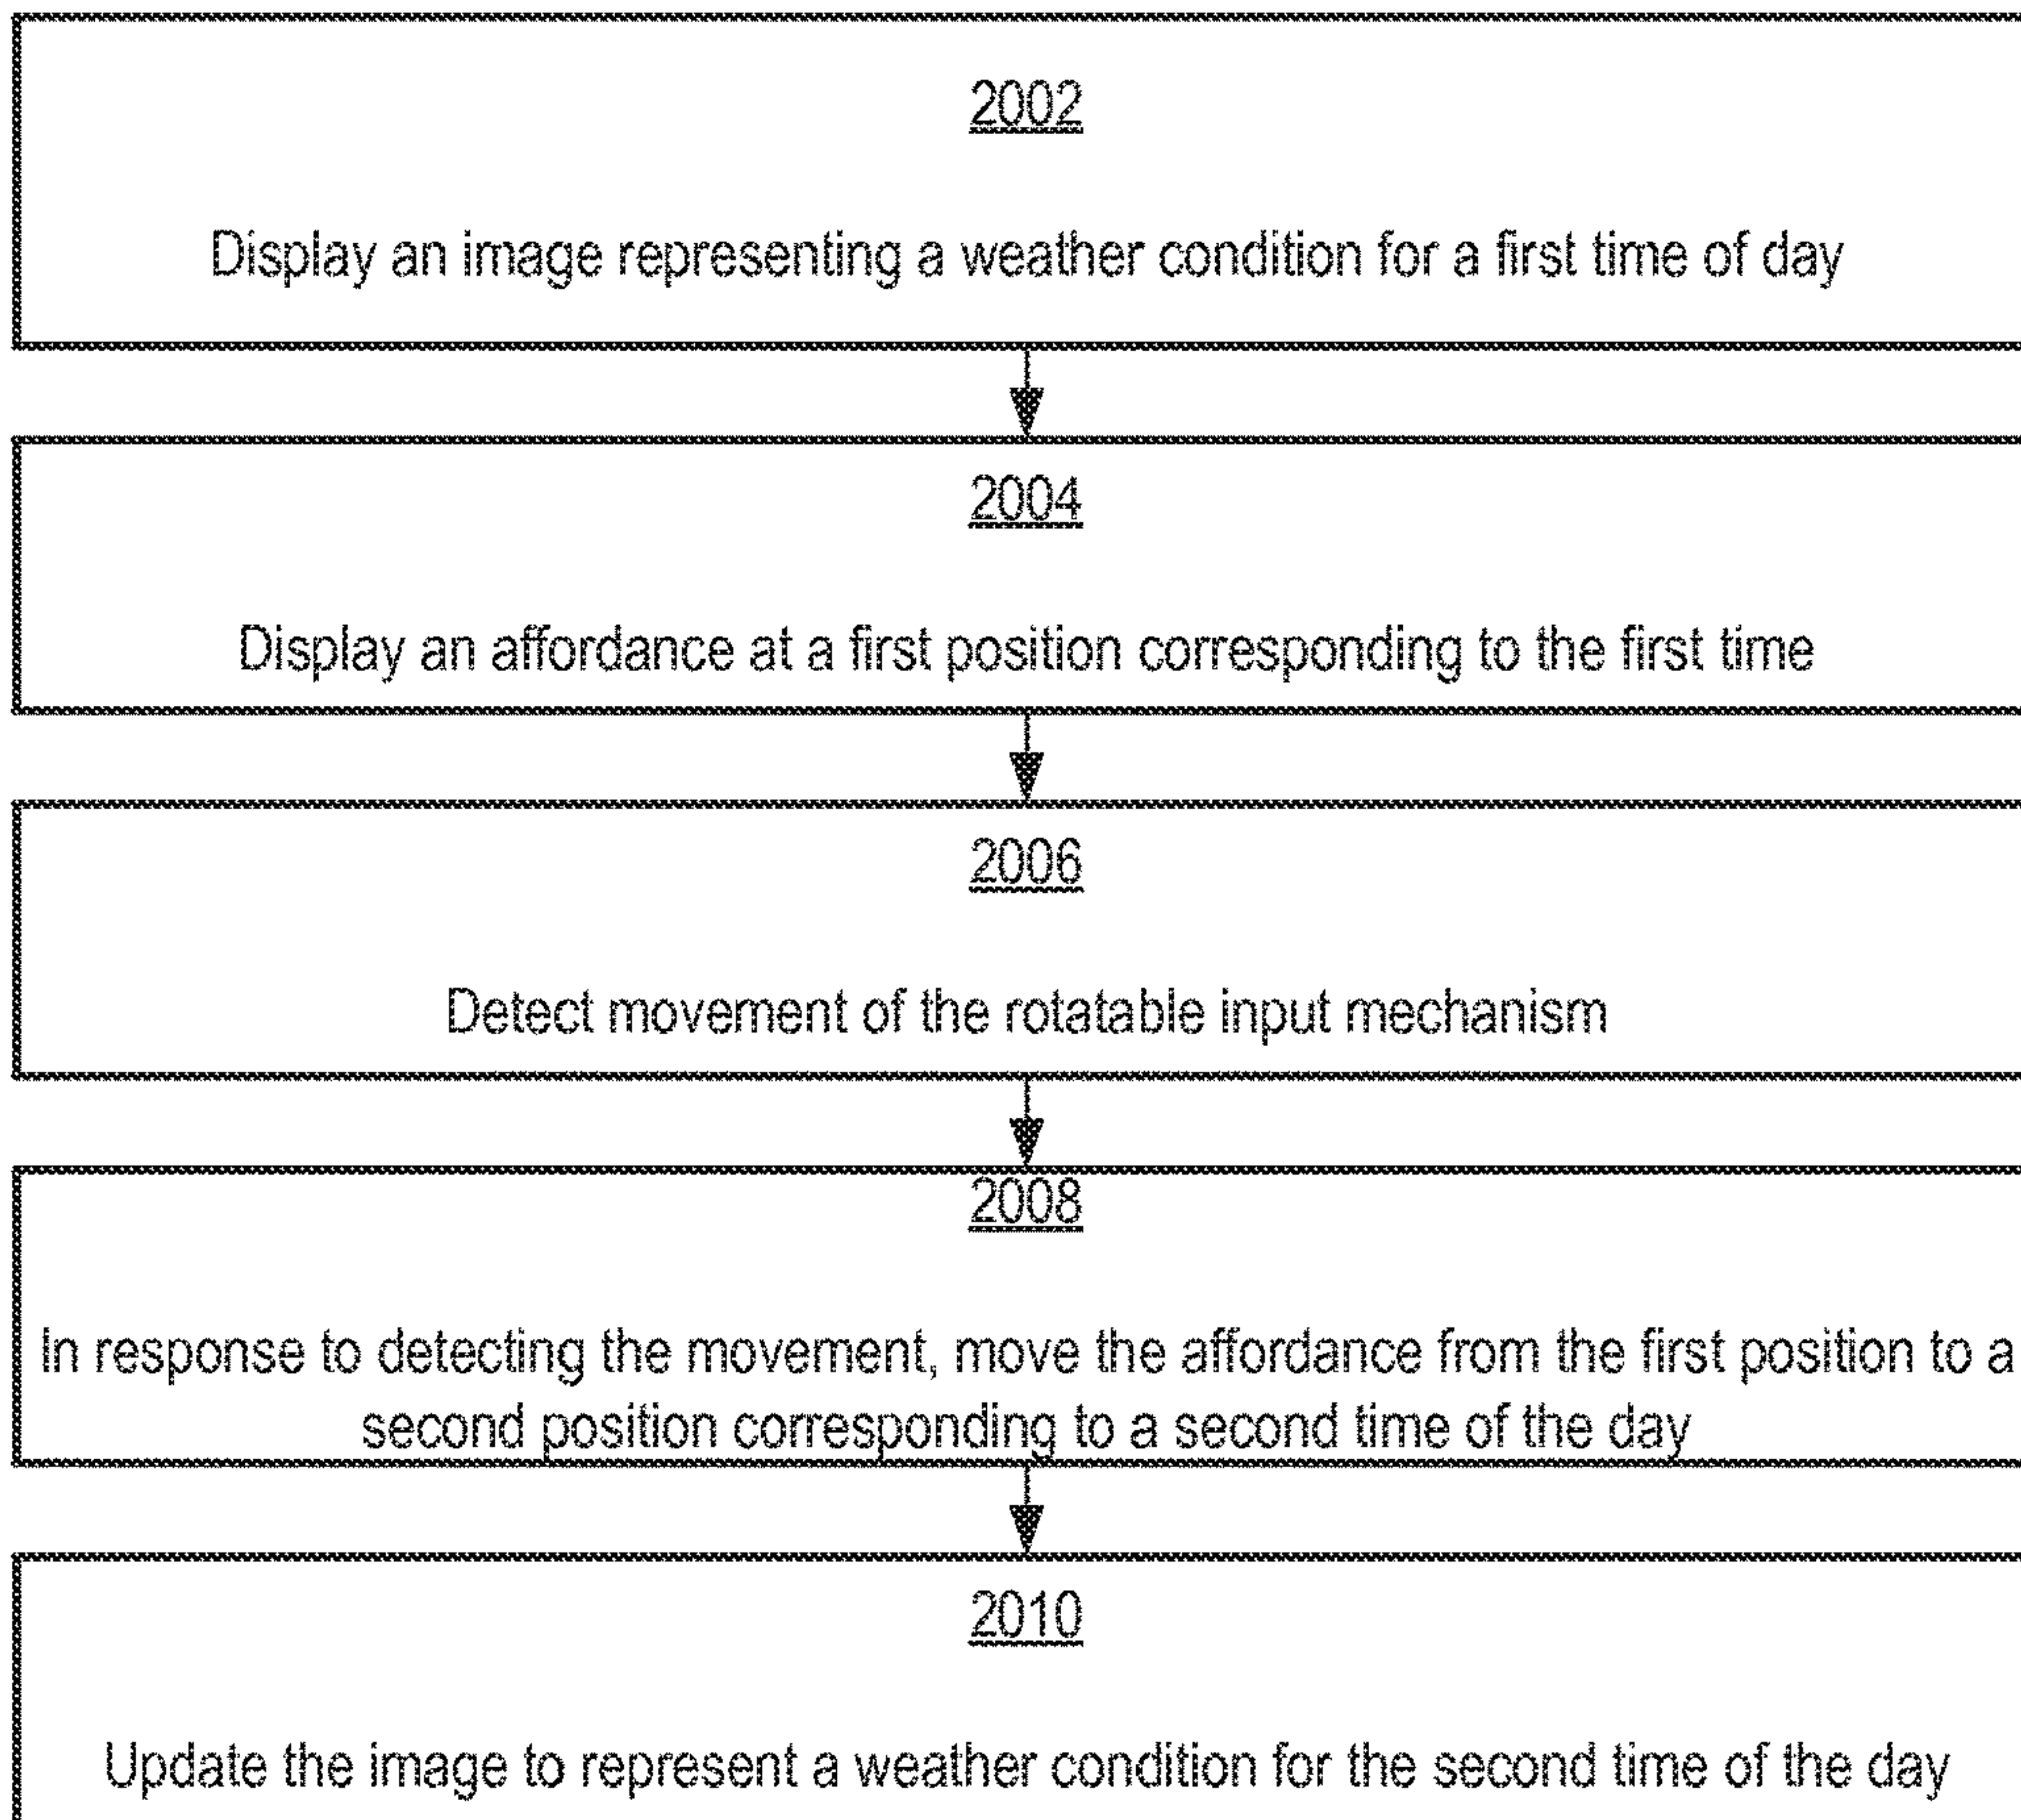 2002
Display an image representing a weather condition for a first time of day
2004
Display an affordance at a first position corresponding to the first time
2006
Detect movement of the rotatable input mechanism
2008
In response to detecting the movement, move the affordance from the first position to a
second position corresponding to a second time of the day
2010
Update the image to represent a weather condition for the second time of the day